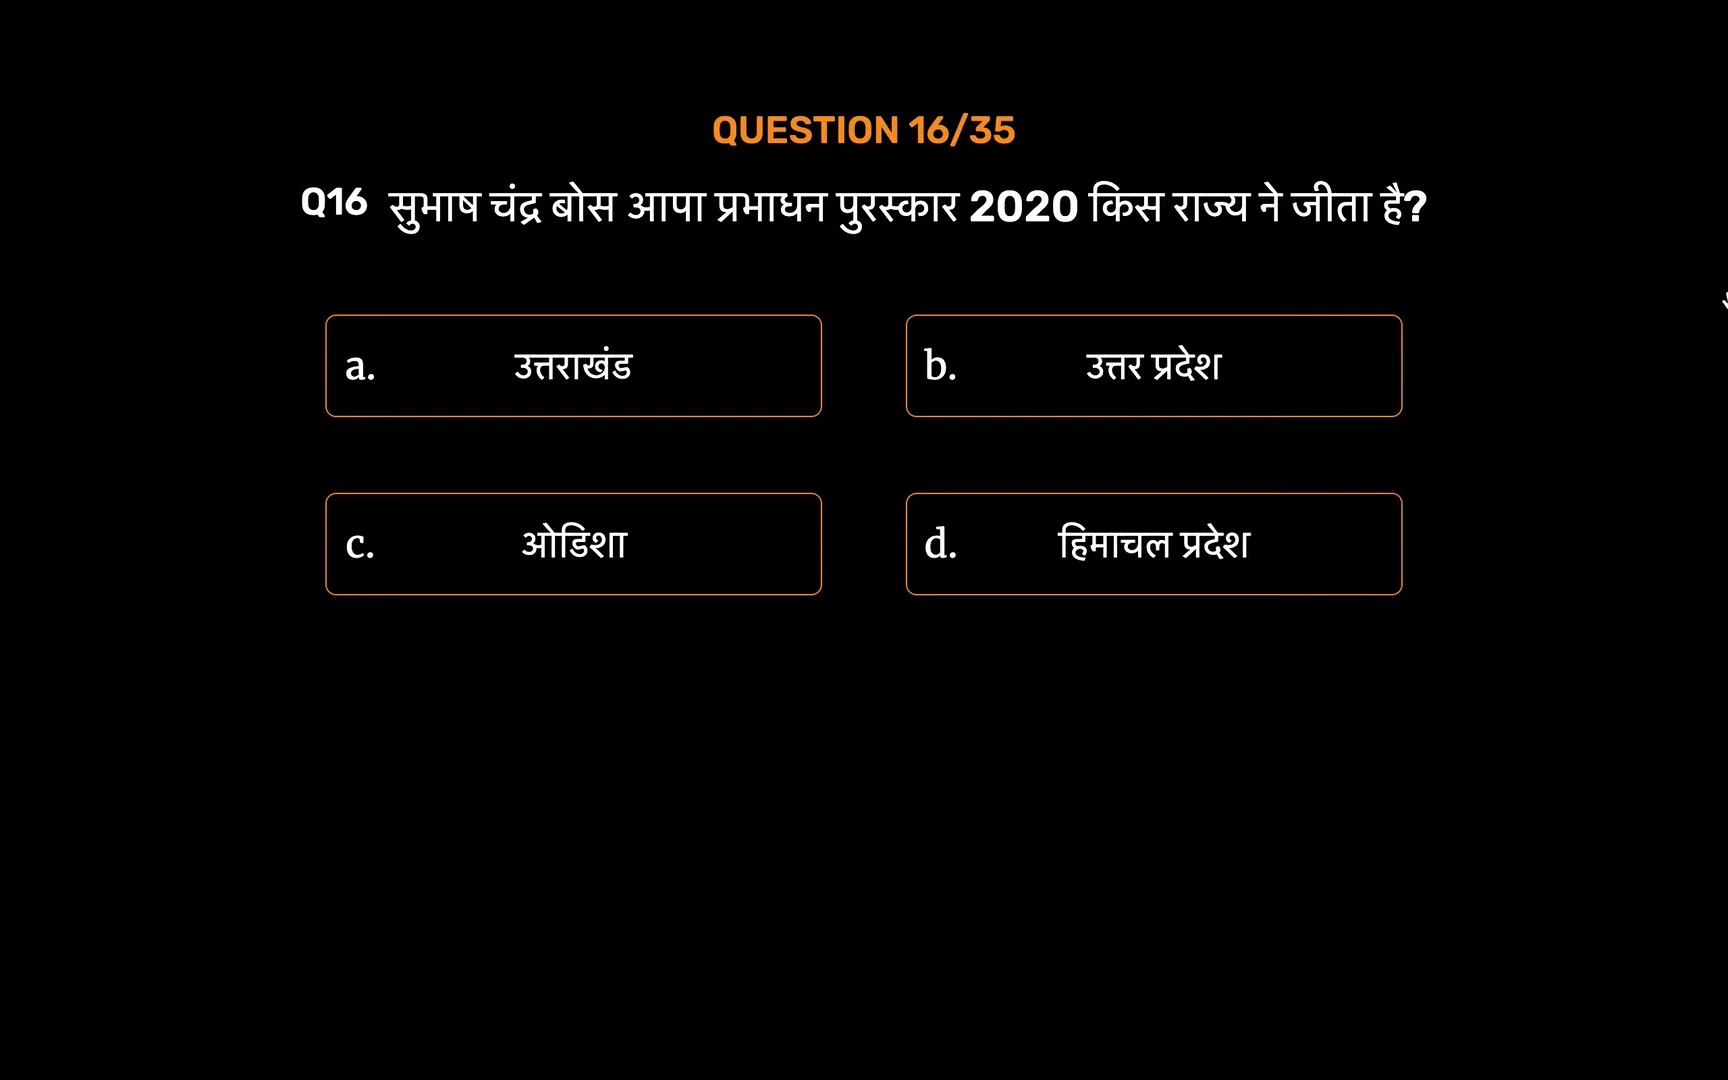 QUESTION 16/35
Q16 सुभाष चंद्र बोस आपा प्रभाधन पुरस्कार 2020 किस राज्य ने जीता है?
a. उत्तराखंड
b. उत्तर प्रदेश
c. ओडिशा
d. हिमाचल प्रदेश